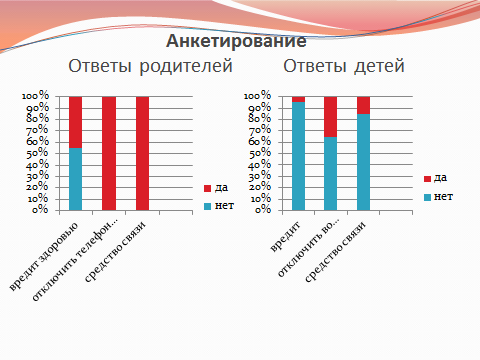 Анкетирование
Ответы родителей
Ответы детей
100%
90%
80%
70%
60%
50%
40%
30%
20%
10%
0%
вредит здоровью
отключить телефон...
средство связи
да
нет
100%
90%
80%
70%
60%
50%
40%
30%
20%
10%
0%
вредит
отключить во...
средство связи
да
нет